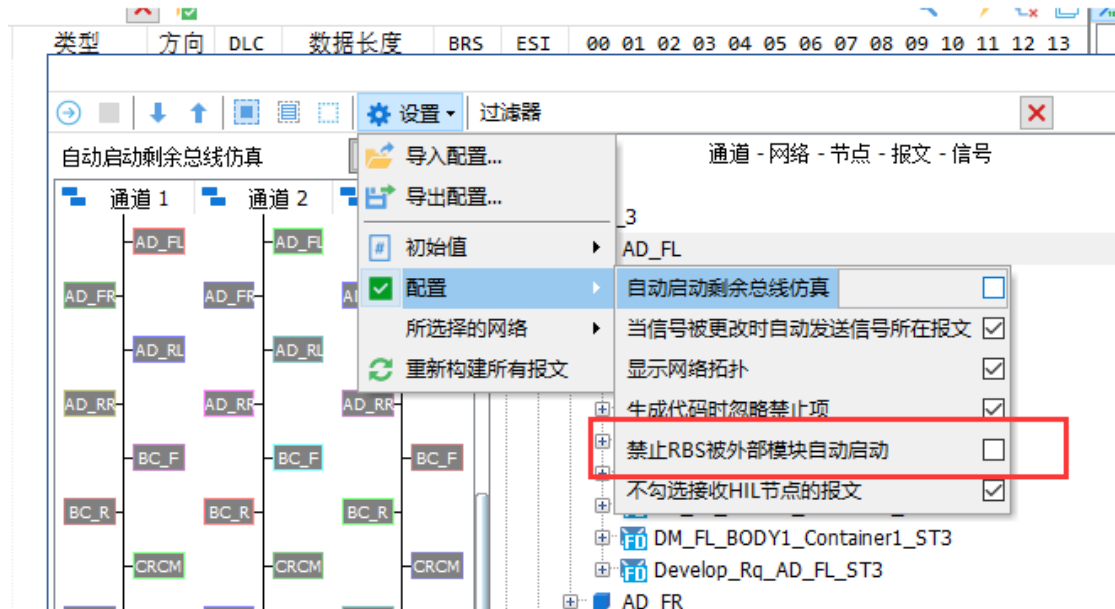 类型 方向 DLC 数据长度 BRS ESI 00 01 02 03 04 05 06 07 08 09 10 11 12 13
设置 过滤器
自动启动剩余总线仿真
通道 - 网络 - 节点 - 报文 - 信号
通道 1 通道 2
导入配置...
导出配置...
初始值
配置
所选择的网络
重新构建所有报文
_3
AD_FL
自动启动剩余总线仿真
当信号被更改时自动发送信号所在报文
显示网络拓扑
生成代码时忽略禁止项
禁止RBS被外部模块自动启动
不勾选接收HIL节点的报文
AD_FL AD_FL
AD_FR AD_FR
AD_RL AD_RL
AD_RR AD_RR AD_RR
BC_F BC_F BC_F
BC_R BC_R BC_R
CRCM CRCM CRCM
DM_FL_BODY1_Container1_ST3
Develop_Rq_AD_FL_ST3
AD_FR